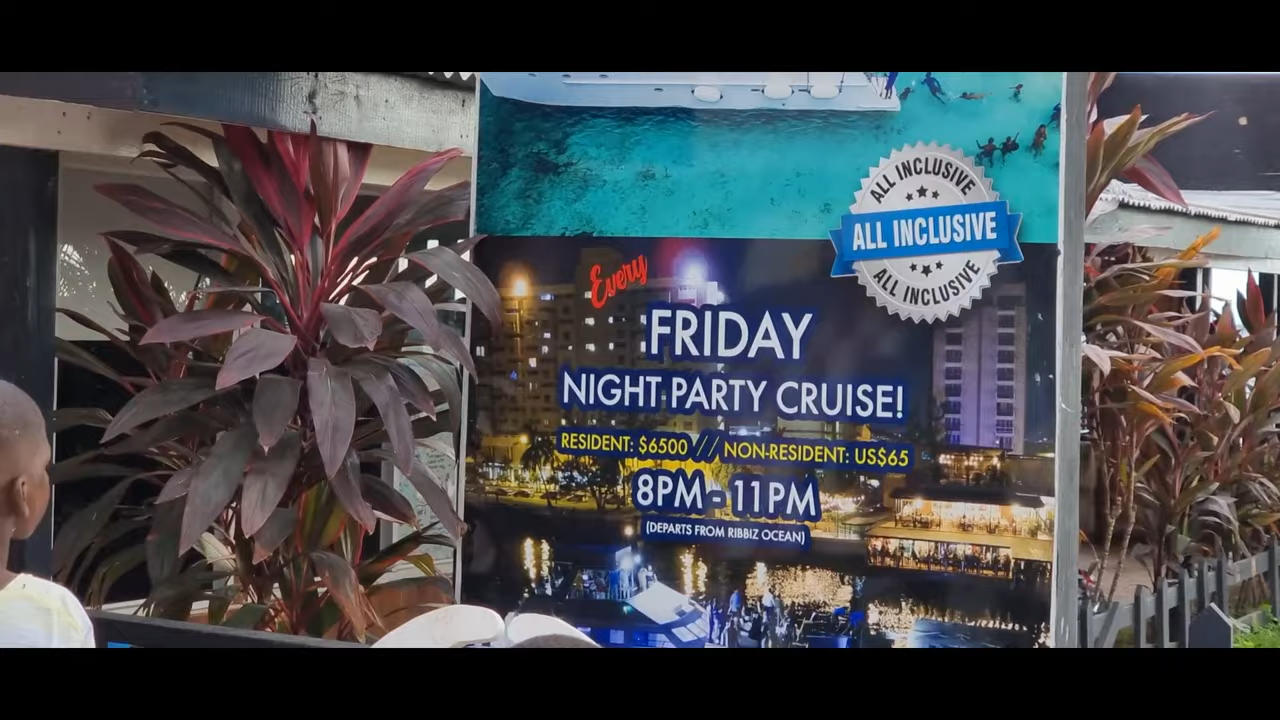 ALL INCLUSIVE
ALL INCLUSIVE
ALL INCLUSIVE
Every
FRIDAY
NIGHT PARTY CRUISE!
RESIDENT: $6500 // NON-RESIDENT: US$65
8PM - 11PM
(DEPARTS FROM RIBBIZ OCEAN)